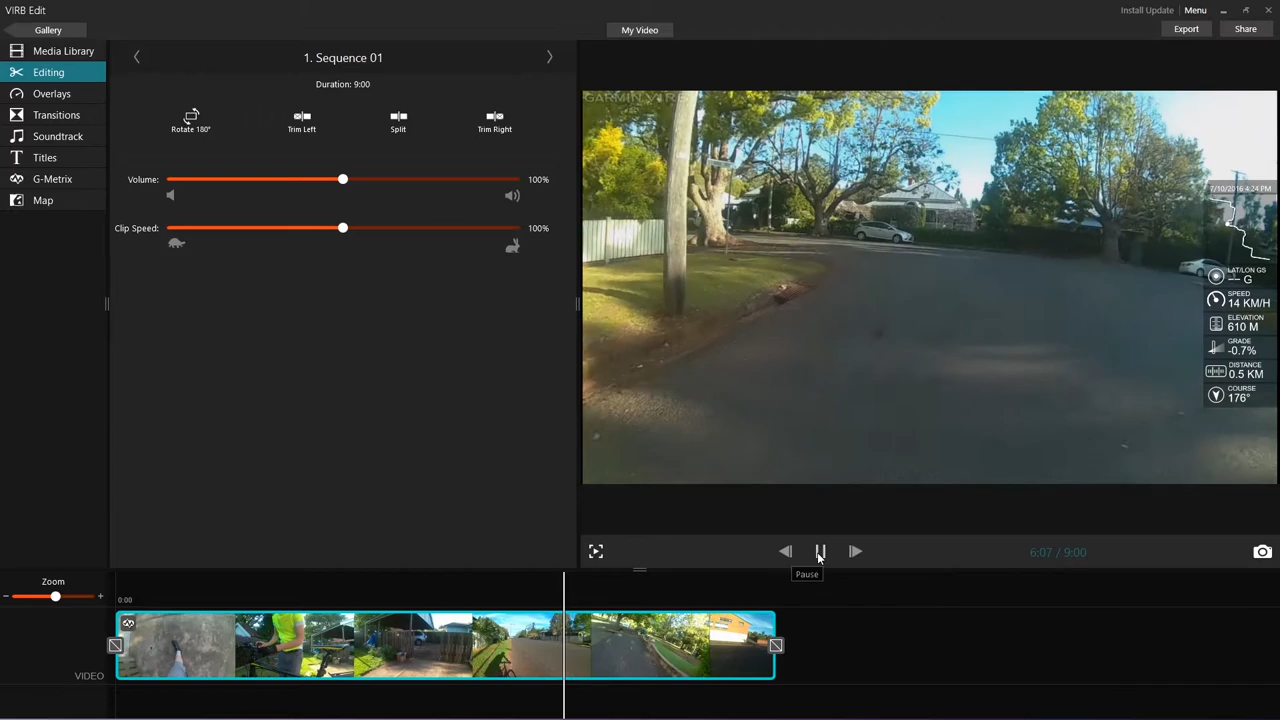 VIRB Edit
Install Update
Menu
Gallery
My Video
Export
Share
Media Library
Editing
Overlays
Transitions
Soundtrack
Titles
G-Metrix
Map
1. Sequence 01
Duration: 9:00
Rotate 180°
Trim Left
Split
Trim Right
Volume:
100%
Clip Speed:
100%
GARMIN VIRB
7/10/2016 4:24 PM
LAT/LON GS
--- G
SPEED
14 KM/H
ELEVATION
610 M
GRADE
-0.7%
DISTANCE
0.5 KM
COURSE
176°
6:07 / 9:00
Pause
Zoom
0:00
VIDEO